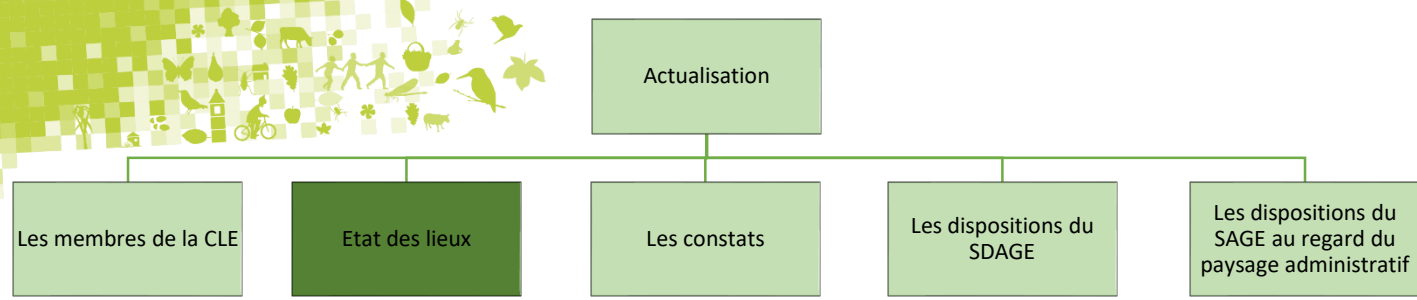 Actualisation
Les membres de la CLE
Etat des lieux
Les constats
Les dispositions du
SDAGE
Les dispositions du
SAGE au regard du
paysage administratif